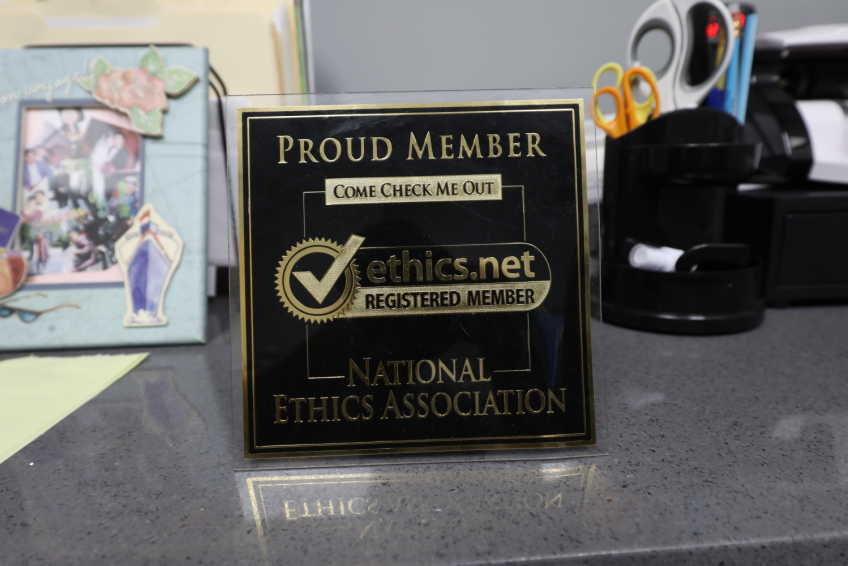 PROUD MEMBER
COME CHECK ME OUT
ethics.net
REGISTERED MEMBER
NATIONAL
ETHICS ASSOCIATION